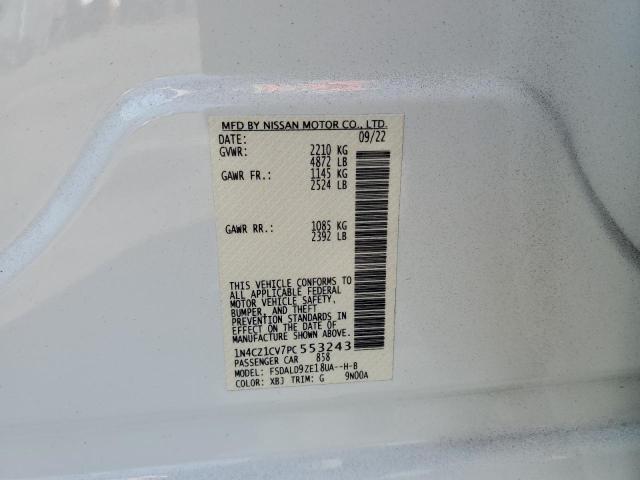 MFD BY NISSAN MOTOR CO., LTD.
DATE: 09/22
GVWR: 2210 KG
4872 LB
GAWR FR.: 1145 KG
2524 LB
GAWR RR.: 1085 KG
2392 LB
THIS VEHICLE CONFORMS TO
ALL APPLICABLE FEDERAL
MOTOR VEHICLE SAFETY,
BUMPER, AND THEFT
PREVENTION STANDARDS IN
EFFECT ON THE DATE OF
MANUFACTURE SHOWN ABOVE.
1N4CZ1CV7PC553243
PASSENGER CAR 858
MODEL: FSDALD9ZE18UA--H-B
COLOR: XBJ TRIM: G 9N00A